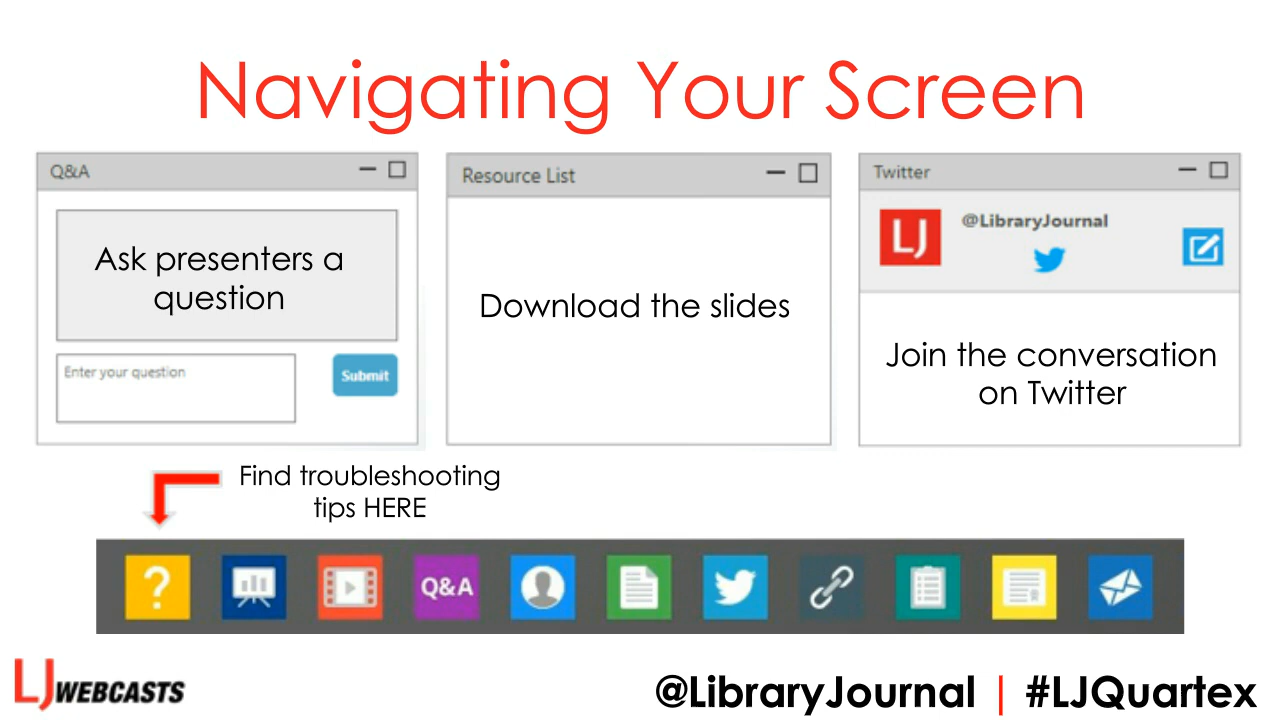 Navigating Your Screen
Q&A
Ask presenters a
question
Enter your question
Submit
Resource List
Download the slides
Twitter
LJ
@LibraryJournal
Join the conversation
on Twitter
Find troubleshooting
tips HERE
?
Q&A
LJ WEBCASTS
@LibraryJournal | #LJQuartex